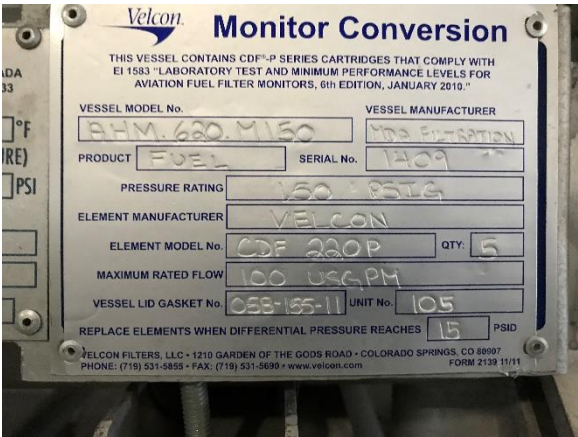 Velcon.
Monitor Conversion
THIS VESSEL CONTAINS CDF®-P SERIES CARTRIDGES THAT COMPLY WITH
EI 1583 "LABORATORY TEST AND MINIMUM PERFORMANCE LEVELS FOR
AVIATION FUEL FILTER MONITORS, 6th EDITION, JANUARY 2010."
VESSEL MODEL No. VESSEL MANUFACTURER
AHM.620.M150 FILTRATION
PRODUCT FUEL SERIAL No. 1409
PRESSURE RATING 150 PSIG
ELEMENT MANUFACTURER VELCON
ELEMENT MODEL No. CDF 220P QTY: 5
MAXIMUM RATED FLOW 100 USGPM
VESSEL LID GASKET No. 058-155-11 UNIT No. 105
REPLACE ELEMENTS WHEN DIFFERENTIAL PRESSURE REACHES 15 PSID
VELCON FILTERS, LLC • 1210 GARDEN OF THE GODS ROAD • COLORADO SPRINGS, CO 80907
PHONE: (719) 531-5855 • FAX: (719) 531-5690 • www.velcon.com FORM 2139 11/11
°F
PSI